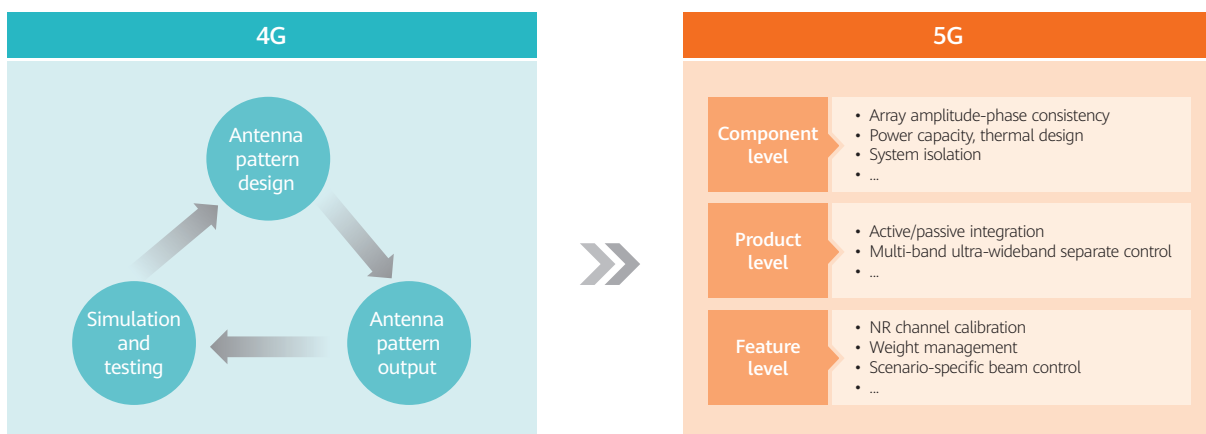 4G
Antenna
pattern
design
Simulation
and
testing
Antenna
pattern
output
5G
Component
level
• Array amplitude-phase consistency
• Power capacity, thermal design
• System isolation
• ...
Product
level
• Active/passive integration
• Multi-band ultra-wideband separate control
• ...
Feature
level
• NR channel calibration
• Weight management
• Scenario-specific beam control
• ...